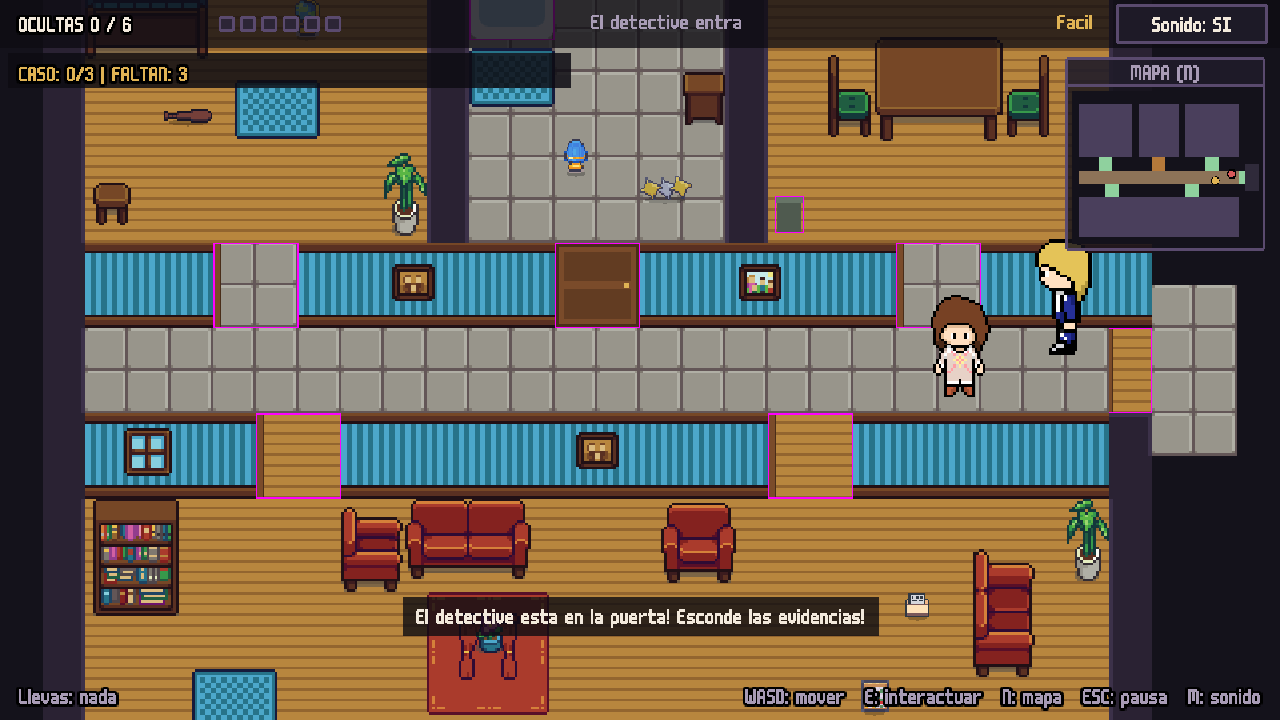 OCULTAS 0 / 6
El detective entra
Facil
Sonido: SI
CASO: 0/3 | FALTAN: 3
MAPA (N)
El detective esta en la puerta! Esconde las evidencias!
Llevas: nada
WASD: mover E: interactuar N: mapa ESC: pausa M: sonido